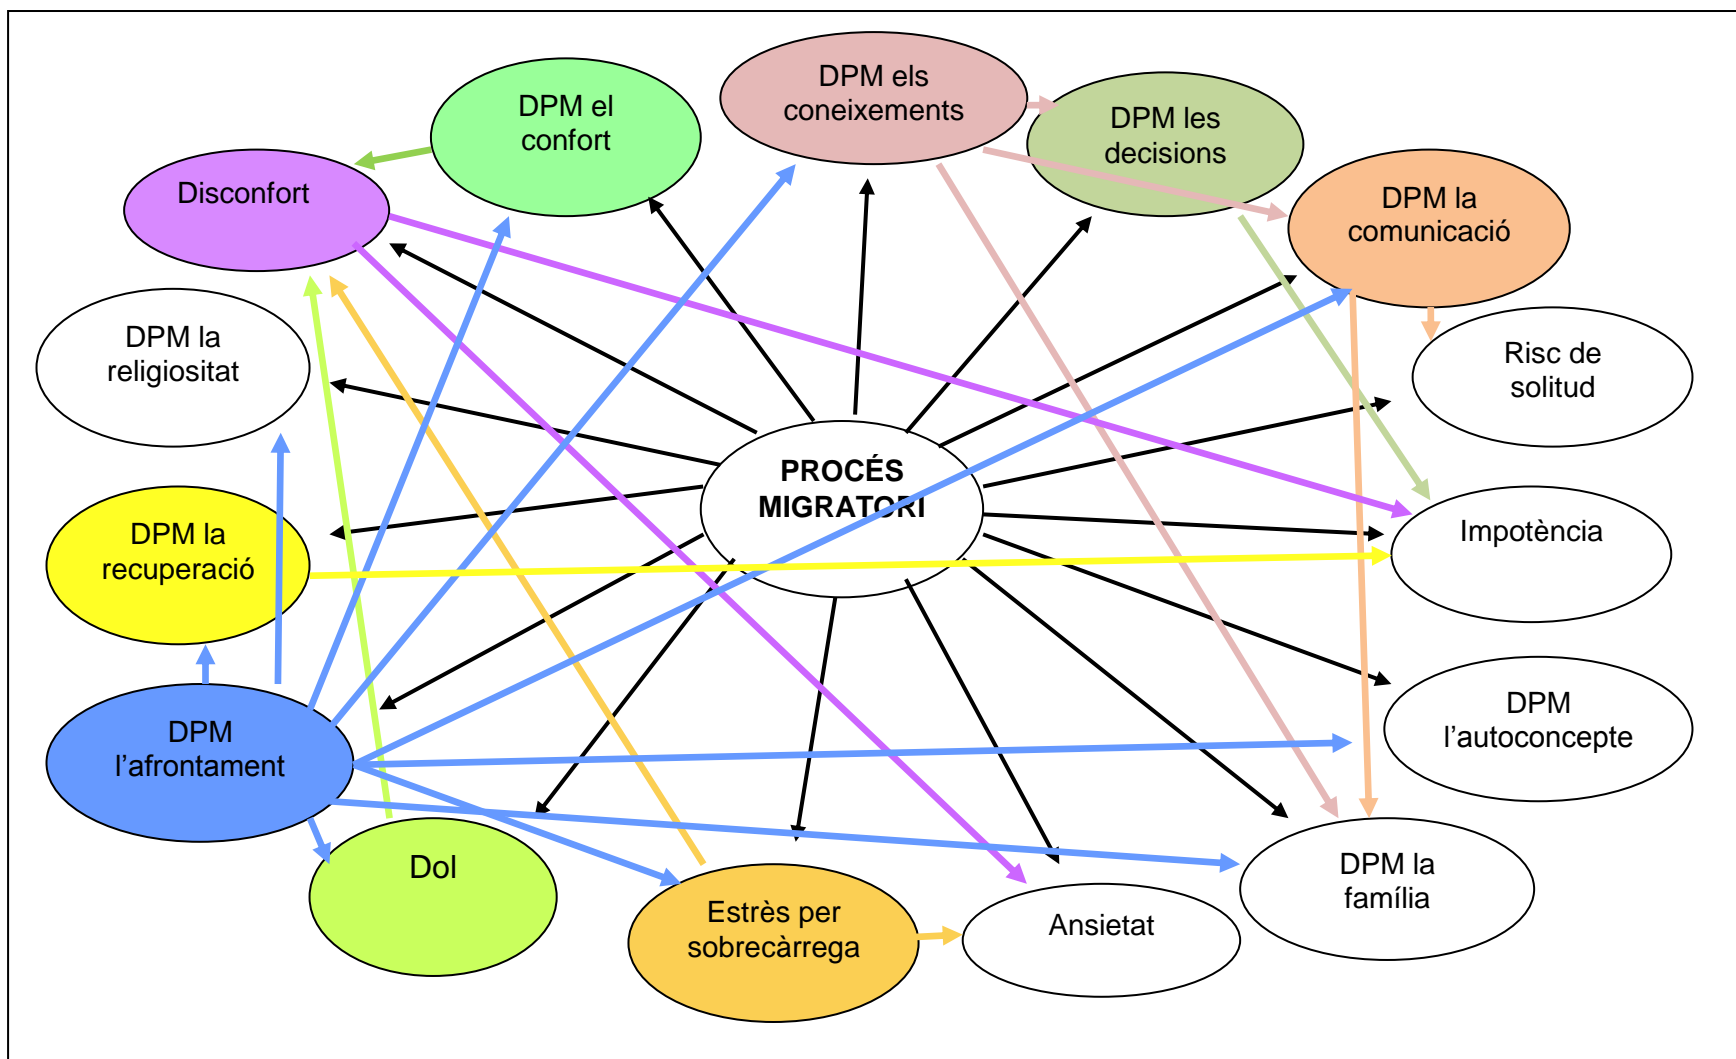 DPM els
coneixements
DPM el
confort
DPM les
decisions
Disconfort
DPM la
comunicació
DPM la
religiositat
Risc de
solitud
PROCÉS
MIGRATORI
DPM la
recuperació
Impotència
DPM
l’afrontament
DPM
l’autoconcepte
Dol
DPM la
família
Estrès per
sobrecàrrega
Ansietat